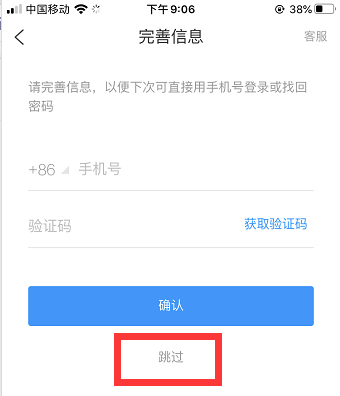 中国移动 下午9:06 38%
完善信息 客服
请完善信息，以便下次可直接用手机号登录或找回
密码
+86 手机号
验证码 获取验证码
确认
跳过